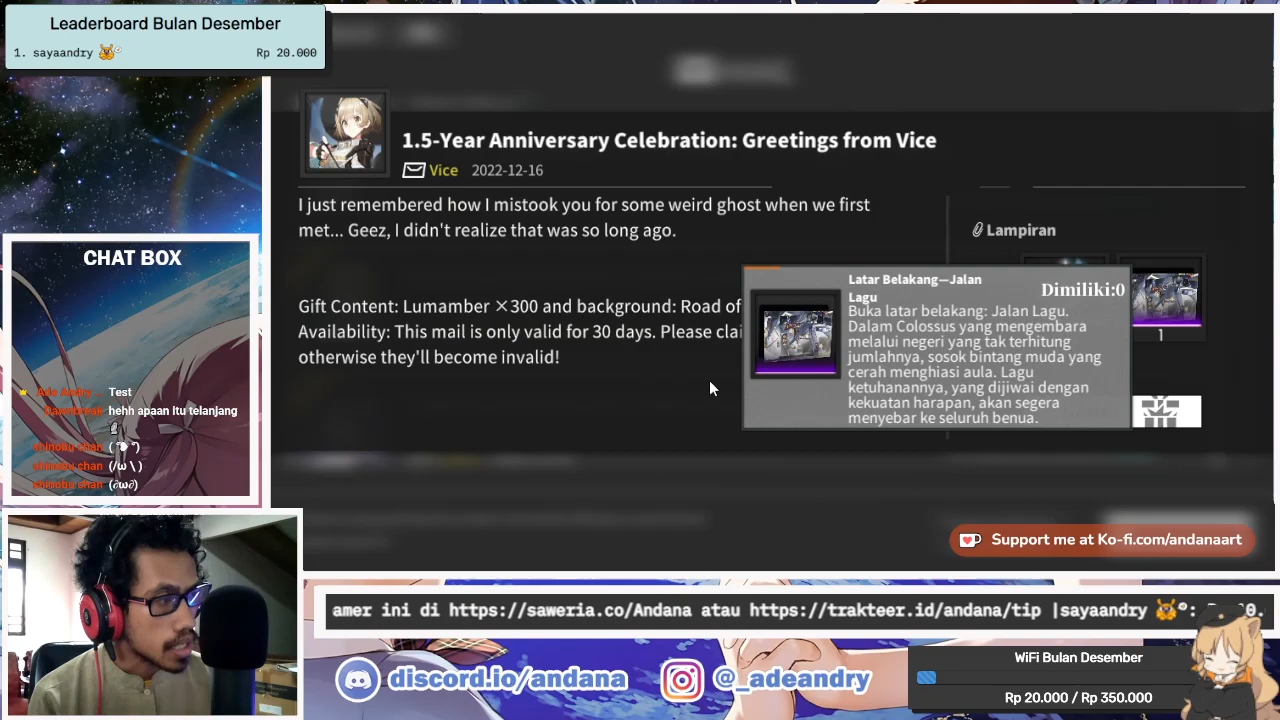 Leaderboard Bulan Desember
1. sayaandry
Rp 20.000
1.5-Year Anniversary Celebration: Greetings from Vice
Vice 2022-12-16
I just remembered how I mistook you for some weird ghost when we first
met... Geez, I didn't realize that was so long ago.
Gift Content: Lumamber ×300 and background: Road of
Availability: This mail is only valid for 30 days. Please clai
otherwise they'll become invalid!
Lampiran
1
Latar Belakang—Jalan
Lagu
Dimiliki:0
Buka latar belakang: Jalan Lagu.
Dalam Colossus yang mengembara
melalui negeri yang tak terhitung
jumlahnya, sosok bintang muda yang
cerah menghiasi aula. Lagu
ketuhanannya, yang dijiwai dengan
kekuatan harapan, akan segera
menyebar ke seluruh benua.
CHAT BOX
Test
hehh apaan Itu telanjang
shinoby chan
shinoby chan (/ω\)
shinoby chan (∂ω∂)
Support me at Ko-fi.com/andanaart
amer ini di https://saweria.co/Andana atau https://trakteer.id/andana/tip |sayaandry
discord.io/andana
@_adeandry
WiFi Bulan Desember
Rp 20.000 / Rp 350.000